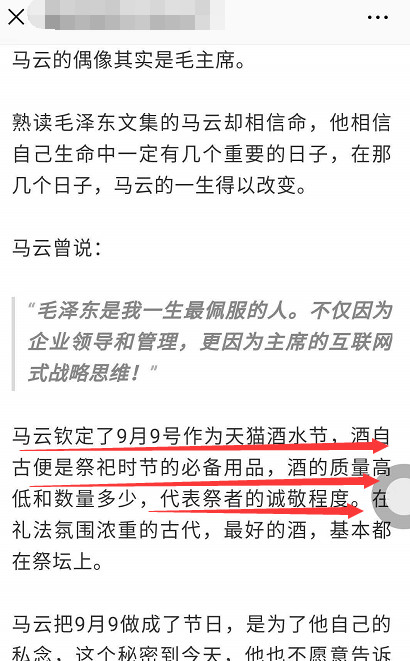 马云的偶像其实是毛主席。
熟读毛泽东文集的马云却相信命，他相信
自己生命中一定有几个重要的日子，在那
几个日子，马云的一生得以改变。
马云曾说：
“毛泽东是我一生最佩服的人。不仅因为
企业领导和管理，更因为主席的互联网
式战略思维！”
马云钦定了9月9号作为天猫酒水节，酒自
古便是祭祀时节的必备用品，酒的质量高
低和数量多少，代表祭者的诚敬程度。在
礼法氛围浓重的古代，最好的酒，基本都
在祭坛上。
马云把9月9做成了节日，是为了他自己的
私念，这个秘密到今天，他也不愿意告诉